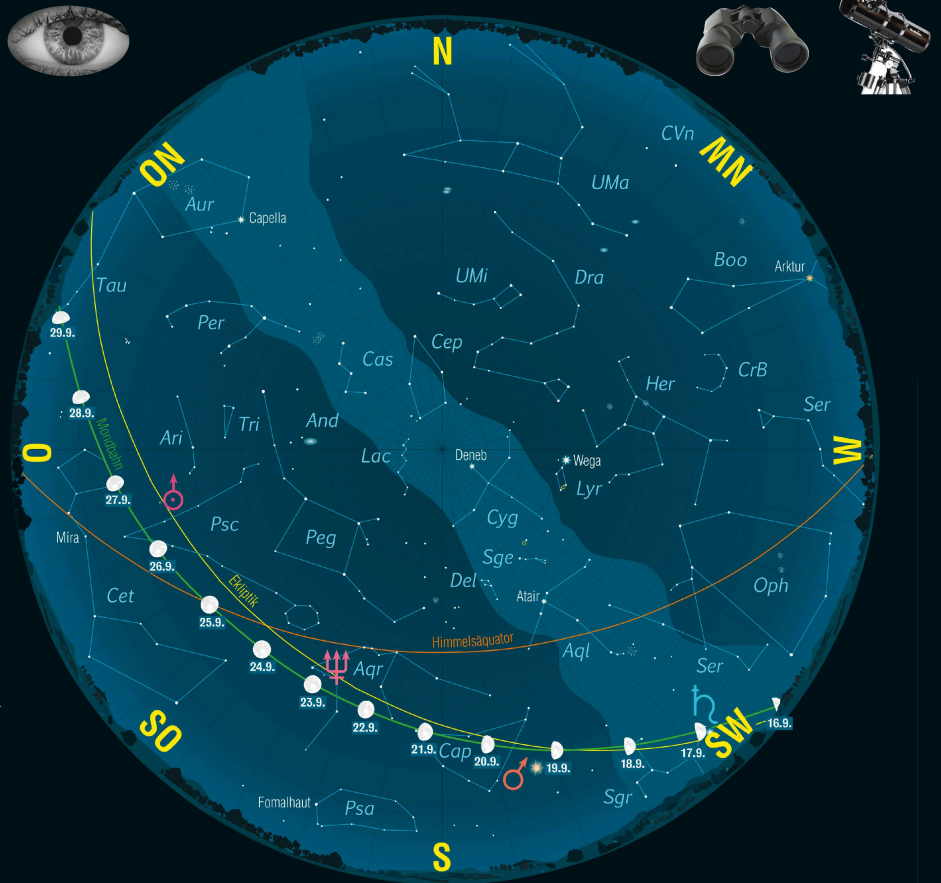 N
CVn
NO
NW
UMa
Aur
Capella
Boo
Arktur
UMi
Dra
Tau
Per
Cep
29.9.
Cas
CrB
Her
28.9.
Ser
Mondbahn
Tri
And
Ari
O
W
Lac
Deneb
Wega
Lyr
27.9.
Cyg
Psc
Peg
Mira
Sge
26.9.
Del
Oph
Ekliptik
Cet
Atair
25.9.
Himmelsäquator
Aql
Ser
24.9.
Aqr
23.9.
SO
SW
22.9.
16.9.
21.9.
Cap
20.9.
19.9.
18.9.
17.9.
Sgr
Fomalhaut
Psa
S